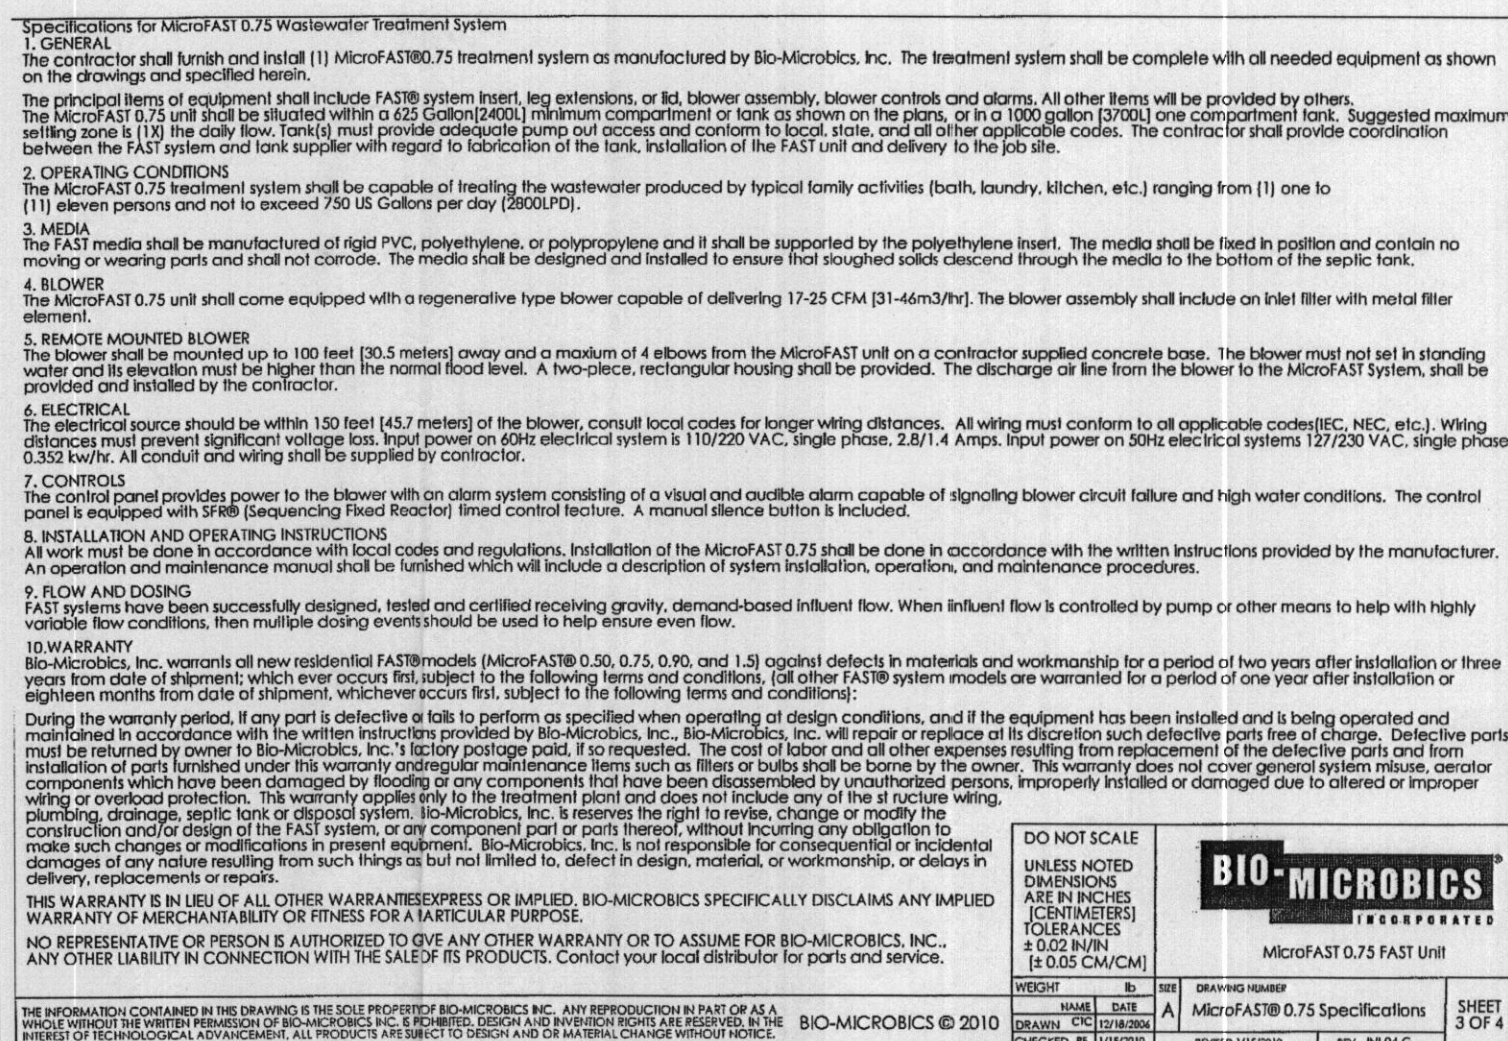 Specifications for MicroFAST 0.75 Wastewater Treatment System
1. GENERAL
The contractor shall furnish and install (1) MicroFAST®0.75 treatment system as manufactured by Bio-Microbics, Inc. The treatment system shall be complete with all needed equipment as shown
on the drawings and specified herein.
The principal items of equipment shall include FAST® system insert, leg extensions, or lid, blower assembly, blower controls and alarms. All other items will be provided by others.
The MicroFAST 0.75 unit shall be situated within a 625 Gallon[2400L] minimum compartment or tank as shown on the plans, or in a 1000 gallon [3700L] one compartment tank. Suggested maximum
settling zone is (1X) the daily flow. Tank(s) must provide adequate pump out access and conform to local, state, and all other applicable codes. The contractor shall provide coordination
between the FAST system and tank supplier with regard to fabrication of the tank, installation of the FAST unit and delivery to the job site.
2. OPERATING CONDITIONS
The MicroFAST 0.75 treatment system shall be capable of treating the wastewater produced by typical family activities (bath, laundry, kitchen, etc.) ranging from (1) one to
(11) eleven persons and not to exceed 750 US Gallons per day (2800LPD).
3. MEDIA
The FAST media shall be manufactured of rigid PVC, polyethylene, or polypropylene and it shall be supported by the polyethylene insert. The media shall be fixed in position and contain no
moving or wearing parts and shall not corrode. The media shall be designed and installed to ensure that sloughed solids descend through the media to the bottom of the septic tank.
4. BLOWER
The MicroFAST 0.75 unit shall come equipped with a regenerative type blower capable of delivering 17-25 CFM [31-46m3/hr]. The blower assembly shall include an inlet filter with metal filter
element.
5. REMOTE MOUNTED BLOWER
The blower shall be mounted up to 100 feet [30.5 meters] away and a maxium of 4 elbows from the MicroFAST unit on a contractor supplied concrete base. The blower must not set in standing
water and its elevation must be higher than the normal flood level. A two-piece, rectangular housing shall be provided. The discharge air line from the blower to the MicroFAST System, shall be
provided and installed by the contractor.
6. ELECTRICAL
The electrical source should be within 150 feet [45.7 meters] of the blower, consult local codes for longer wiring distances. All wiring must conform to all applicable codes(IEC, NEC, etc.). Wiring
distances must prevent significant voltage loss. Input power on 60Hz electrical system is 110/220 VAC, single phase, 2.8/1.4 Amps. Input power on 50Hz electrical systems 127/230 VAC, single phase
0.352 kw/hr. All conduit and wiring shall be supplied by contractor.
7. CONTROLS
The control panel provides power to the blower with an alarm system consisting of a visual and audible alarm capable of signaling blower circuit failure and high water conditions. The control
panel is equipped with SFR® (Sequencing Fixed Reactor) timed control feature. A manual silence button is included.
8. INSTALLATION AND OPERATING INSTRUCTIONS
All work must be done in accordance with local codes and regulations. Installation of the MicroFAST 0.75 shall be done in accordance with the written instructions provided by the manufacturer.
An operation and maintenance manual shall be furnished which will include a description of system installation, operation, and maintenance procedures.
9. FLOW AND DOSING
FAST systems have been successfully designed, tested and certified receiving gravity, demand-based influent flow. When influent flow is controlled by pump or other means to help with highly
variable flow conditions, then multiple dosing events should be used to help ensure even flow.
10.WARRANTY
Bio-Microbics, Inc. warrants all new residential FAST® models (MicroFAST® 0.50, 0.75, 0.90, and 1.5) against defects in materials and workmanship for a period of two years after installation or three
years from date of shipment; which ever occurs first, subject to the following terms and conditions, (all other FAST® system models are warranted for a period of one year after installation or
eighteen months from date of shipment, whichever occurs first, subject to the following terms and conditions):
During the warranty period, if any part is defective or fails to perform as specified when operating at design conditions, and if the equipment has been installed and is being operated and
maintained in accordance with the written instructions provided by Bio-Microbics, Inc., Bio-Microbics, Inc. will repair or replace at its discretion such defective parts free of charge. Defective parts
must be returned by owner to Bio-Microbics, Inc.'s factory postage paid, if so requested. The cost of labor and all other expenses resulting from replacement of the defective parts and from
installation of parts furnished under this warranty andregular maintenance items such as filters or bulbs shall be borne by the owner. This warranty does not cover general system misuse, aerator
components which have been damaged by flooding or any components that have been disassembled by unauthorized persons, improperly installed or damaged due to altered or improper
wiring or overload protection. This warranty applies only to the treatment plant and does not include any of the st ructure wiring,
plumbing, drainage, septic tank or disposal system. Bio-Microbics, Inc. is reserves the right to revise, change or modify the
construction and/or design of the FAST system, or any component part or parts thereof, without incurring any obligation to
make such changes or modifications in present equipment. Bio-Microbics, Inc. is not responsible for consequential or incidental
damages of any nature resulting from such things as but not limited to, defect in design, material, or workmanship, or delays in
delivery, replacements or repairs.
THIS WARRANTY IS IN LIEU OF ALL OTHER WARRANTIESEXPRESS OR IMPLIED. BIO-MICROBICS SPECIFICALLY DISCLAIMS ANY IMPLIED
WARRANTY OF MERCHANTABILITY OR FITNESS FOR A PARTICULAR PURPOSE.
NO REPRESENTATIVE OR PERSON IS AUTHORIZED TO GIVE ANY OTHER WARRANTY OR TO ASSUME FOR BIO-MICROBICS, INC.,
ANY OTHER LIABILITY IN CONNECTION WITH THE SALE OF ITS PRODUCTS. Contact your local distributor for parts and service.
DO NOT SCALE
UNLESS NOTED
DIMENSIONS
ARE IN INCHES
[CENTIMETERS]
TOLERANCES
± 0.02 IN/IN
[± 0.05 CM/CM]
BIO-MICROBICS®
INCORPORATED
MicroFAST 0.75 FAST Unit
WEIGHT lb
SIZE
A
DRAWING NUMBER
MicroFAST® 0.75 Specifications
SHEET
3 OF 4
NAME DATE
DRAWN CTC 12/18/2006
THE INFORMATION CONTAINED IN THIS DRAWING IS THE SOLE PROPERTY OF BIO-MICROBICS INC. ANY REPRODUCTION IN PART OR AS A
WHOLE WITHOUT THE WRITTEN PERMISSION OF BIO-MICROBICS INC. IS PROHIBITED. DESIGN AND INVENTION RIGHTS ARE RESERVED, IN THE
INTEREST OF TECHNOLOGICAL ADVANCEMENT, ALL PRODUCTS ARE SUBJECT TO DESIGN AND OR MATERIAL CHANGE WITHOUT NOTICE.
BIO-MICROBICS © 2010